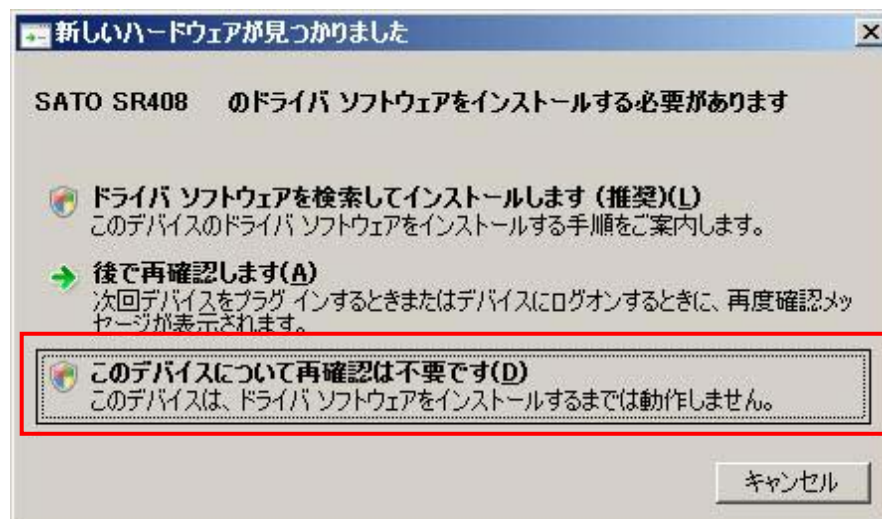 新しいハードウェアが見つかりました
SATO SR408 のドライバ ソフトウェアをインストールする必要があります
ドライバ ソフトウェアを検索してインストールします (推奨)(L)
このデバイスのドライバ ソフトウェアをインストールする手順をご案内します。
後で再確認します(A)
次回デバイスをプラグ インするときまたはデバイスにログオンするときに、再度確認メッ
セージが表示されます。
このデバイスについて再確認は不要です(D)
このデバイスは、ドライバ ソフトウェアをインストールするまでは動作しません。
キャンセル